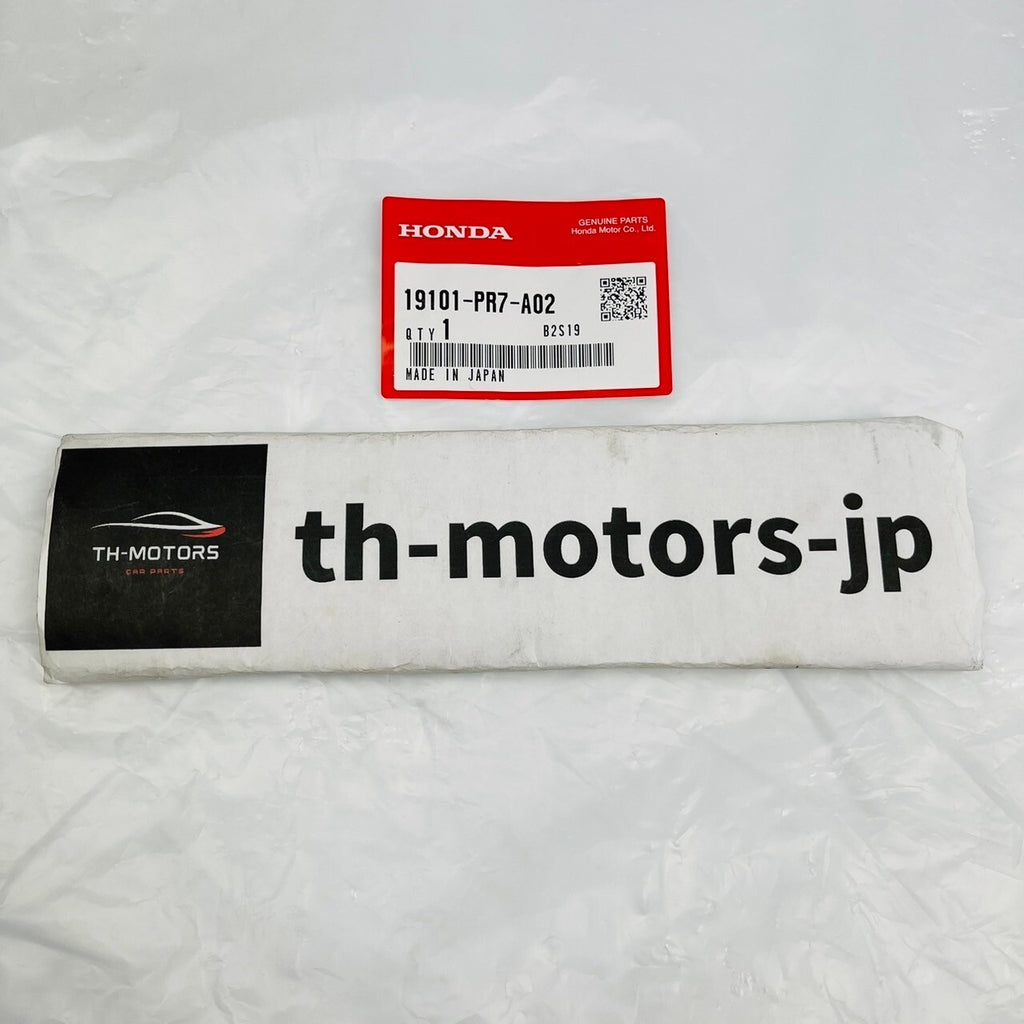 HONDA
GENUINE PARTS
Honda Motor Co., Ltd.
19101-PR7-A02
QTY 1 B2S19
MADE IN JAPAN
TH-MOTORS
CAR PARTS
th-motors-jp